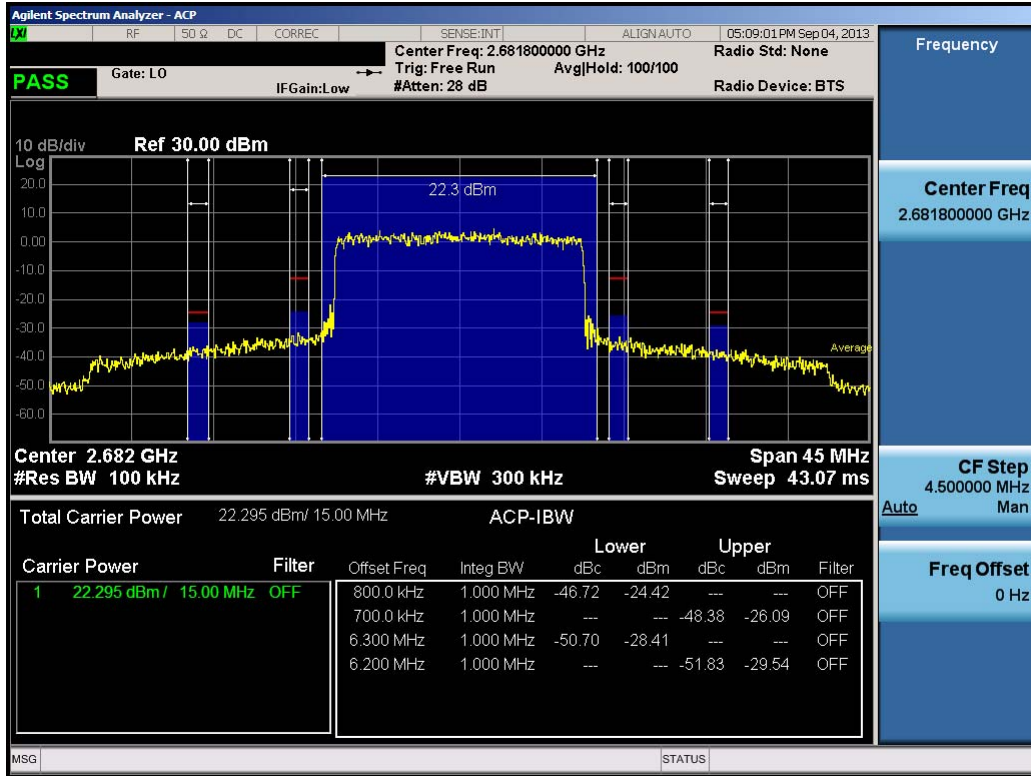 Agilent Spectrum Analyzer - ACP
LXI RF 50 Ω DC CORREC SENSE:INT ALIGN AUTO 05:09:01 PM Sep 04, 2013
Center Freq: 2.681800000 GHz Radio Std: None
Gate: LO Trig: Free Run Avg|Hold: 100/100
PASS IFGain:Low #Atten: 28 dB Radio Device: BTS
10 dB/div Ref 30.00 dBm
Log
22.3 dBm
20.0
10.0
0.00
-10.0
-20.0
-30.0
-40.0
-50.0
-60.0
Average
Center 2.682 GHz Span 45 MHz
#Res BW 100 kHz #VBW 300 kHz Sweep 43.07 ms
Total Carrier Power 22.295 dBm/ 15.00 MHz ACP-IBW
Lower Upper
Carrier Power Filter Offset Freq Integ BW dBc dBm dBc dBm Filter
1 22.295 dBm / 15.00 MHz OFF 800.0 kHz 1.000 MHz -46.72 -24.42 --- --- OFF
700.0 kHz 1.000 MHz --- --- -48.38 -26.09 OFF
6.300 MHz 1.000 MHz -50.70 -28.41 --- --- OFF
6.200 MHz 1.000 MHz --- --- -51.83 -29.54 OFF
MSG STATUS
Frequency
Center Freq
2.681800000 GHz
CF Step
4.500000 MHz
Auto Man
Freq Offset
0 Hz